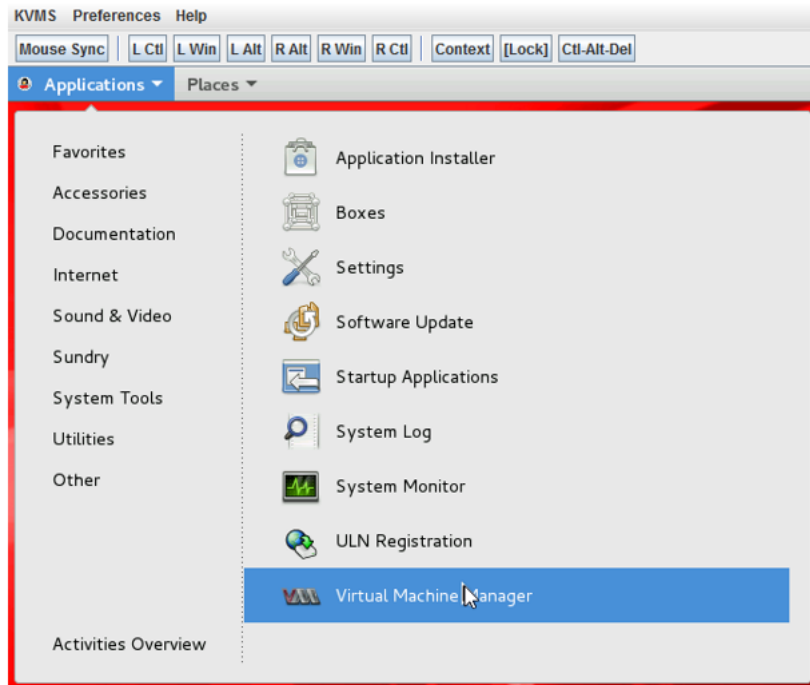 KVMS Preferences Help
Mouse Sync L Ctl L Win L Alt R Alt R Win R Ctl Context [Lock] Ctl-Alt-Del
Applications Places
Favorites
Accessories
Documentation
Internet
Sound & Video
Sundry
System Tools
Utilities
Other
Activities Overview
Application Installer
Boxes
Settings
Software Update
Startup Applications
System Log
System Monitor
ULN Registration
Virtual Machine Manager